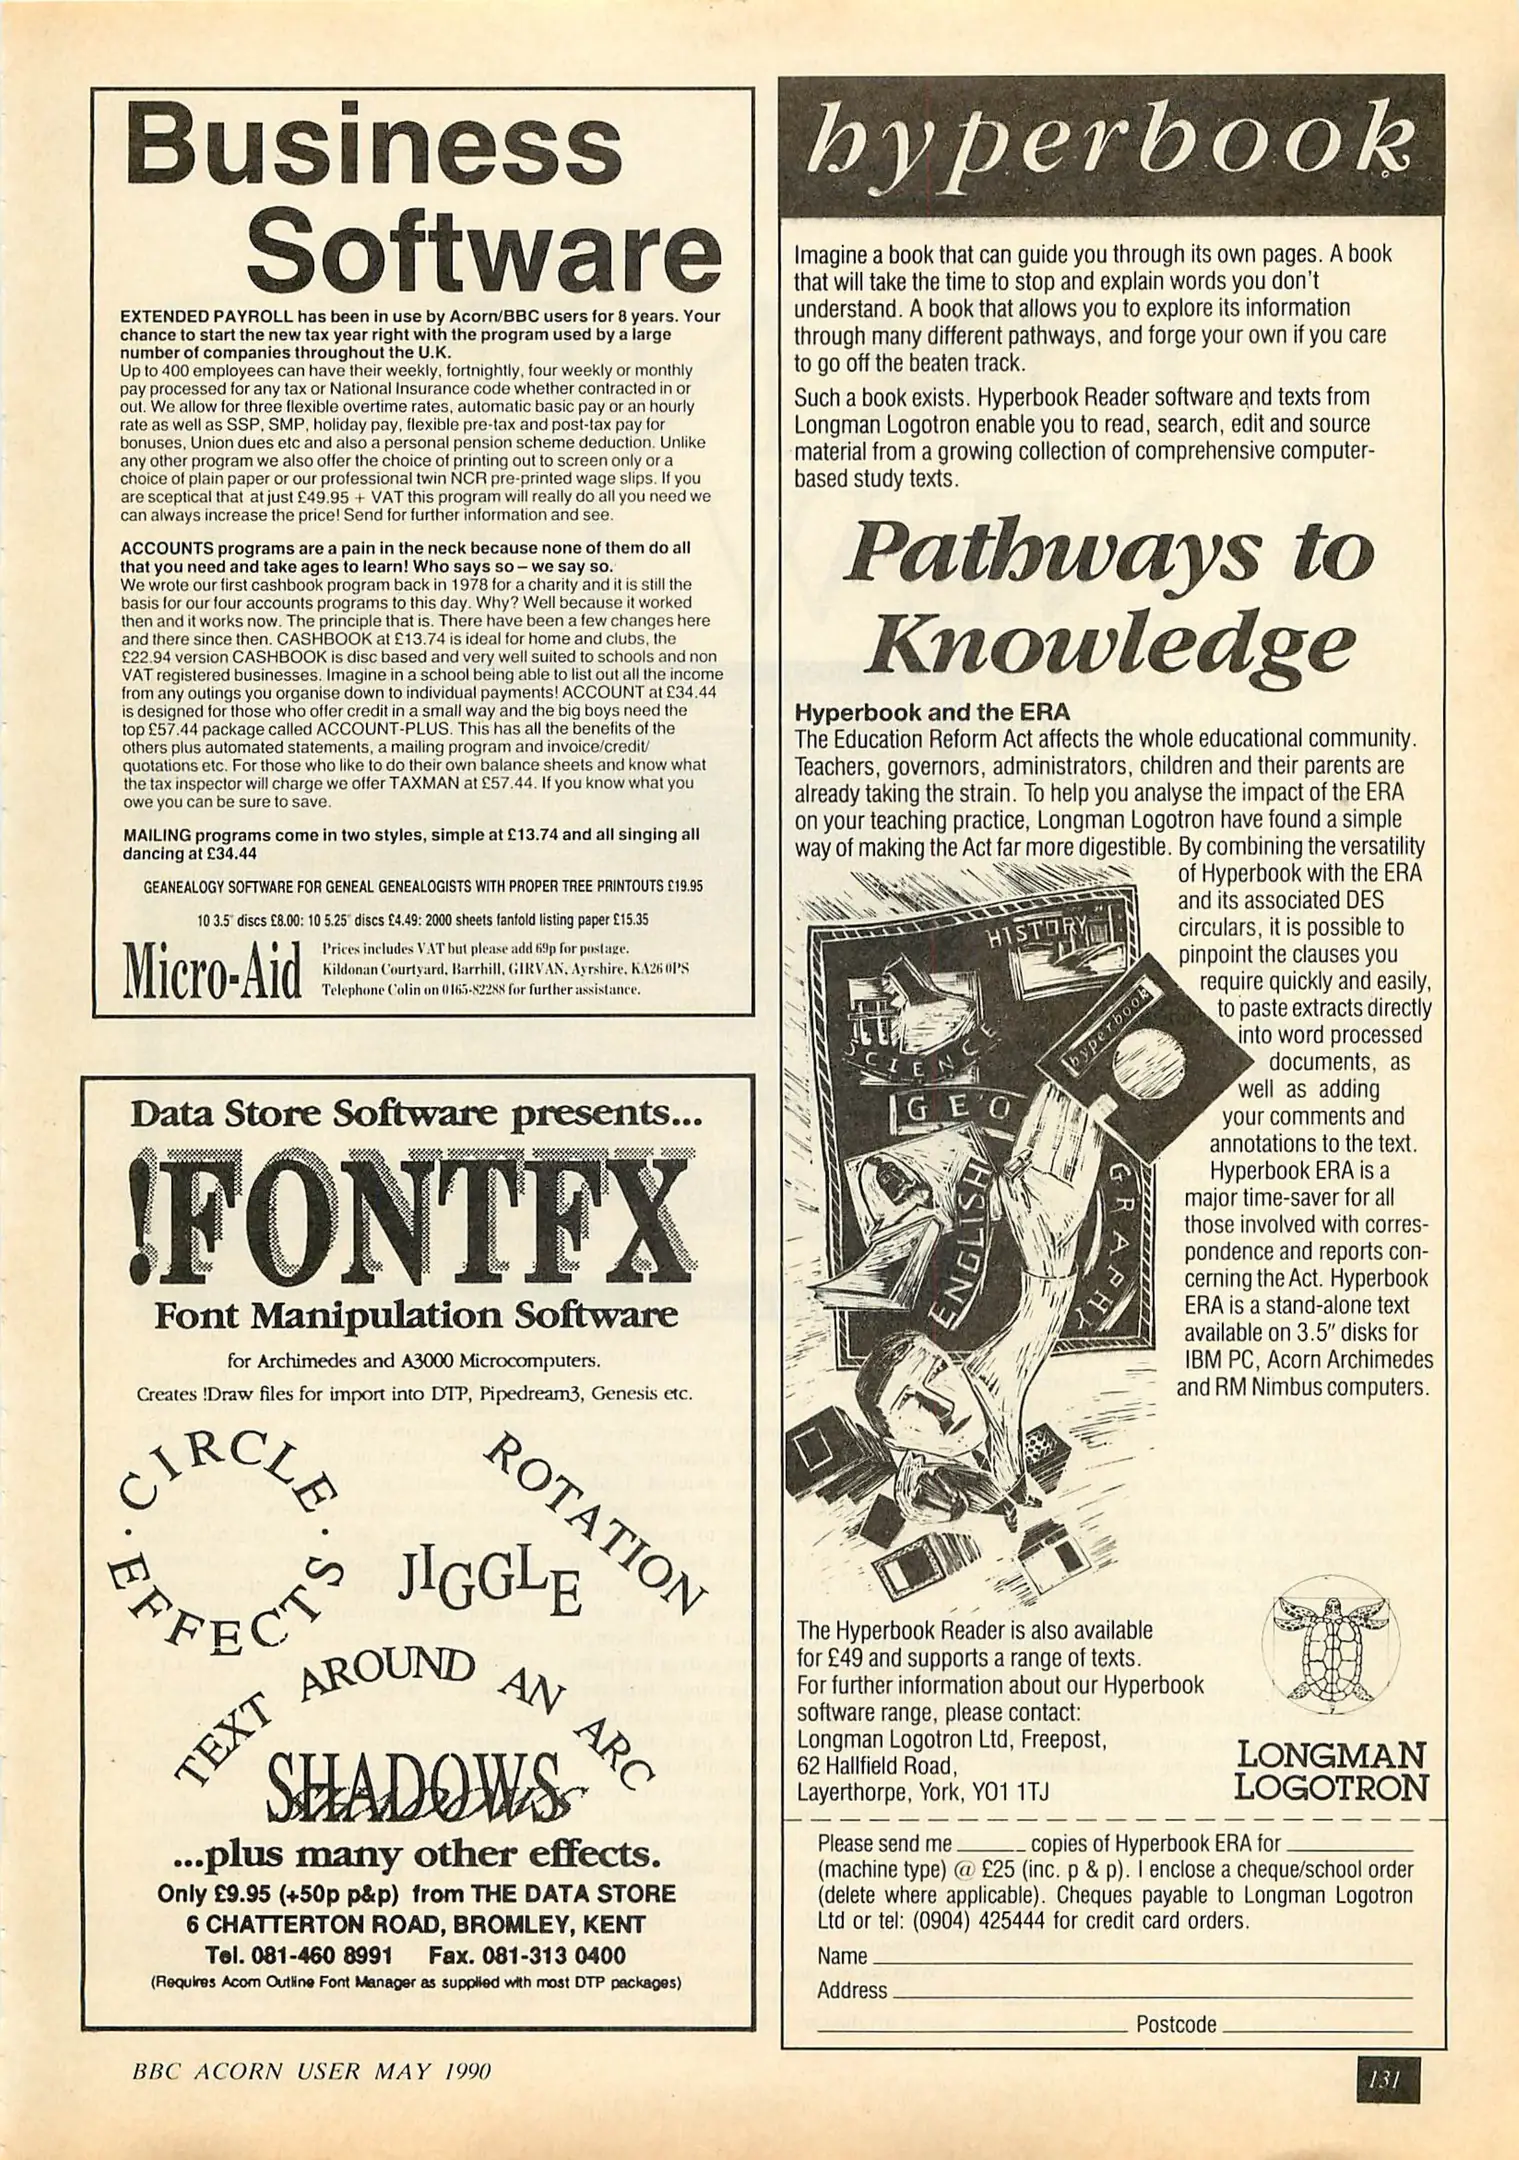 Business
Software
EXTENDED PAYROLL has been in use by Acorn/BBC users for 8 years. Your
chance to start the new tax year right with the program used by a large
number of companies throughout the U.K.
Up to 400 employees can have their weekly, fortnightly, four weekly or monthly
pay processed for any tax or National Insurance code whether contracted in or
out. We allow for three flexible overtime rates, automatic basic pay or an hourly
rate as well as SSP, SMP, holiday pay, flexible pre-tax and post-tax pay for
bonuses, Union dues etc and also a personal pension scheme deduction. Unlike
any other program we also offer the choice of printing out to screen only or a
choice of plain paper or our professional twin NCR pre-printed wage slips. If you
are sceptical that at just £49.95 + VAT this program will really do all you need we
can always increase the price! Send for further information and see.
ACCOUNTS programs are a pain in the neck because none of them do all
that you need and take ages to learn! Who says so – we say so.
We wrote our first cashbook program back in 1978 for a charity and it is still the
basis for our four accounts programs to this day. Why? Well because it worked
then and it works now. The principle that is. There have been a few changes here
and there since then. CASHBOOK at £13.74 is ideal for home and clubs, the
£22.94 version CASHBOOK is disc based and very well suited to schools and non
VAT registered businesses. Imagine in a school being able to list out all the income
from any outings you organise down to individual payments! ACCOUNT at £34.44
is designed for those who offer credit in a small way and the big boys need the
top £57.44 package called ACCOUNT-PLUS. This has all the benefits of the
others plus automated statements, a mailing program and invoice/credit/
quotations etc. For those who like to do their own balance sheets and know what
the tax inspector will charge we offer TAXMAN at £57.44. If you know what you
owe you can be sure to save.
MAILING programs come in two styles, simple at £13.74 and all singing all
dancing at £34.44
GEANEALOGY SOFTWARE FOR GENEAL GENEALOGISTS WITH PROPER TREE PRINTOUTS £19.95
10 3.5" discs £8.00: 10 5.25" discs £4.49: 2000 sheets fanfold listing paper £15.35
Micro-Aid
Prices includes VAT but please add 69p for postage.
Kildonan Courtyard, Barrhill, GIRVAN, Ayrshire, KA26 0PS
Telephone Colin on 0165-82288 for further assistance.
Data Store Software presents...
!FONTFX
Font Manipulation Software
for Archimedes and A3000 Microcomputers.
Creates !Draw files for import into DTP, Pipedream3, Genesis etc.
CIRCLE · EFFECTS ·
ROTATION
JIGGLE
TEXT AROUND AN ARC
SHADOWS
...plus many other effects.
Only £9.95 (+50p p&p) from THE DATA STORE
6 CHATTERTON ROAD, BROMLEY, KENT
Tel. 081-460 8991 Fax. 081-313 0400
(Requires Acorn Outline Font Manager as supplied with most DTP packages)
hyperbook
Imagine a book that can guide you through its own pages. A book
that will take the time to stop and explain words you don't
understand. A book that allows you to explore its information
through many different pathways, and forge your own if you care
to go off the beaten track.
Such a book exists. Hyperbook Reader software and texts from
Longman Logotron enable you to read, search, edit and source
material from a growing collection of comprehensive computer-
based study texts.
Pathways to
Knowledge
Hyperbook and the ERA
The Education Reform Act affects the whole educational community.
Teachers, governors, administrators, children and their parents are
already taking the strain. To help you analyse the impact of the ERA
on your teaching practice, Longman Logotron have found a simple
way of making the Act far more digestible. By combining the versatility
of Hyperbook with the ERA
and its associated DES
circulars, it is possible to
pinpoint the clauses you
require quickly and easily,
to paste extracts directly
into word processed
documents, as
well as adding
your comments and
annotations to the text.
Hyperbook ERA is a
major time-saver for all
those involved with corres-
pondence and reports con-
cerning the Act. Hyperbook
ERA is a stand-alone text
available on 3.5" disks for
IBM PC, Acorn Archimedes
and RM Nimbus computers.
HISTORY
SCIENCE
hyperbook
GEOGRAPHY
ENGLISH
The Hyperbook Reader is also available
for £49 and supports a range of texts.
For further information about our Hyperbook
software range, please contact:
Longman Logotron Ltd, Freepost,
62 Hallfield Road,
Layerthorpe, York, YO1 1TJ
LONGMAN
LOGOTRON
Please send me ______ copies of Hyperbook ERA for ______
(machine type) @ £25 (inc. p & p). I enclose a cheque/school order
(delete where applicable). Cheques payable to Longman Logotron
Ltd or tel: (0904) 425444 for credit card orders.
Name
Address
Postcode
BBC ACORN USER MAY 1990
131